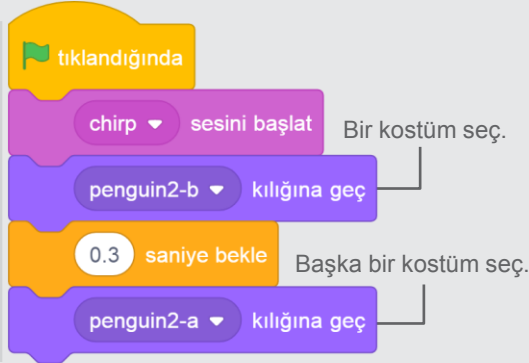 tıklandığında
chirp sesini başlat
Bir kostüm seç.
penguin2-b kılığına geç
0.3 saniye bekle
Başka bir kostüm seç.
penguin2-a kılığına geç